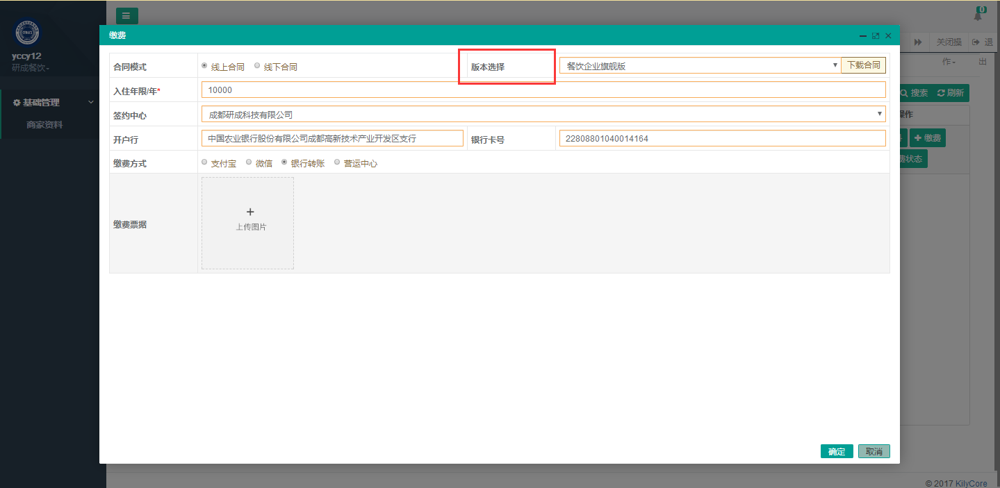 0
yccy12
研成餐饮
基础管理
商家资料
关闭操
作
退
出
搜索 刷新
操作
缴费
费状态
缴费
合同模式 线上合同 线下合同 版本选择 餐饮企业旗舰版 下载合同
入住年限/年* 10000
签约中心 成都研成科技有限公司
开户行 中国农业银行股份有限公司成都高新技术产业开发区支行 银行卡号 22808801040014164
缴费方式 支付宝 微信 银行转账 营运中心
缴费票据 + 上传图片
确定 取消
© 2017 KilyCore